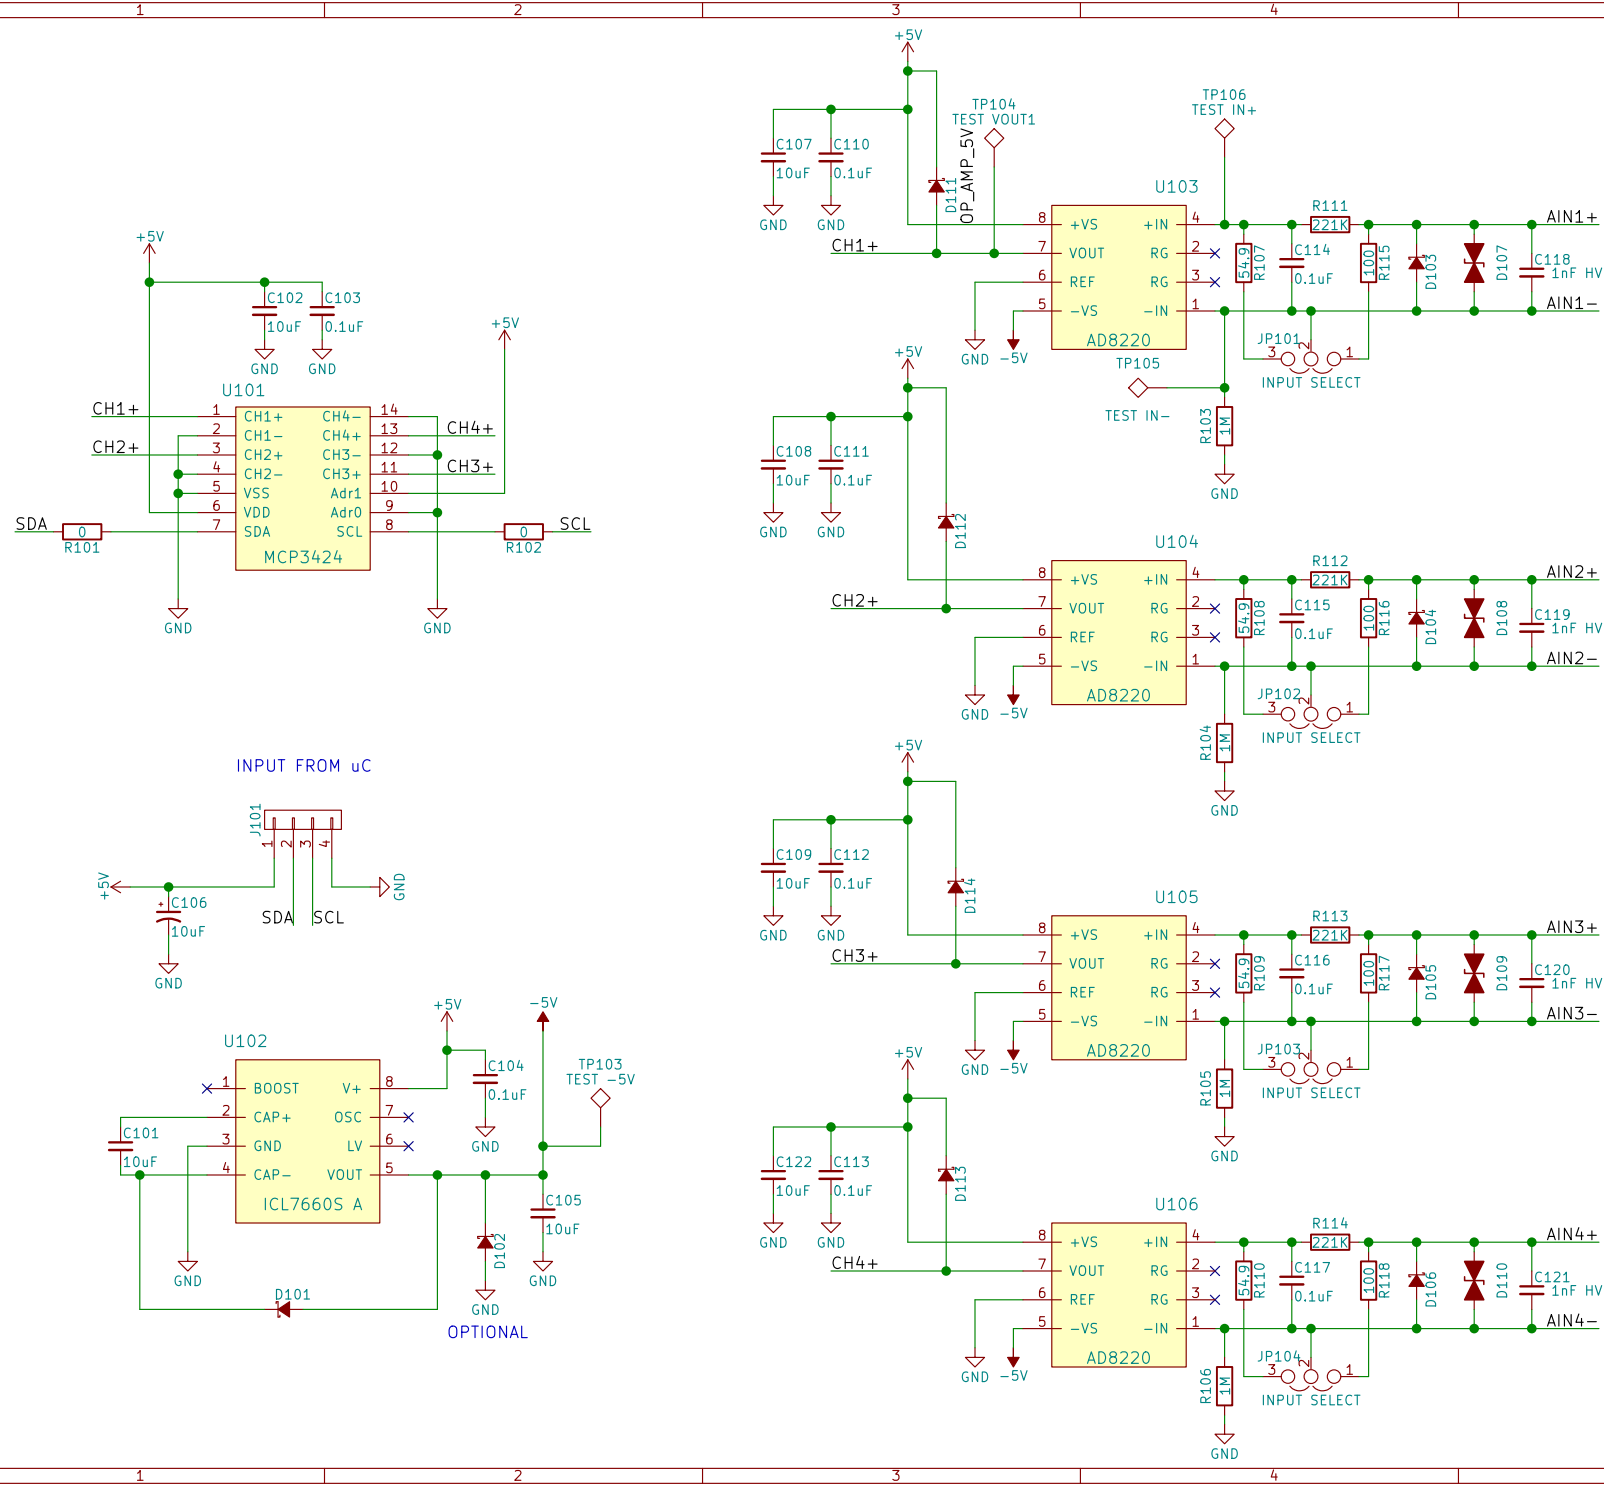 1
2
3
4
+5V
C102
10uF
C103
0.1uF
GND
GND
+5V
U101
CH1+
CH2+
SDA
0
R101
1 CH1+
2 CH1-
3 CH2+
4 CH2-
5 VSS
6 VDD
7 SDA
CH4- 14
CH4+ 13
CH3- 12
CH3+ 11
Adr1 10
Adr0 9
SCL 8
MCP3424
CH4+
CH3+
0
R102
SCL
GND
GND
INPUT FROM uC
J101
1
2
3
4
+5V
GND
C106
10uF
GND
SDA
SCL
U102
1 BOOST
2 CAP+
3 GND
4 CAP-
V+ 8
OSC 7
LV 6
VOUT 5
ICL7660S A
C101
10uF
GND
D101
+5V
C104
0.1uF
GND
-5V
TP103
TEST -5V
D102
GND
C105
10uF
GND
OPTIONAL
+5V
C107
10uF
C110
0.1uF
GND
GND
D111
OP_AMP_5V
TP104
TEST VOUT1
CH1+
U103
8 +VS
7 VOUT
6 REF
5 -VS
+IN 4
RG 2
RG 3
-IN 1
AD8220
GND
-5V
TP106
TEST IN+
TP105
TEST IN-
54.9
R107
C114
0.1uF
R111
221K
100
R115
D103
D107
C118
1nF HV
AIN1+
AIN1-
JP101
3
2
1
INPUT SELECT
R103
1M
GND
+5V
C108
10uF
C111
0.1uF
GND
GND
D112
CH2+
U104
8 +VS
7 VOUT
6 REF
5 -VS
+IN 4
RG 2
RG 3
-IN 1
AD8220
GND
-5V
54.9
R108
C115
0.1uF
R112
221K
100
R116
D104
D108
C119
1nF HV
AIN2+
AIN2-
JP102
3
2
1
INPUT SELECT
R104
1M
GND
+5V
C109
10uF
C112
0.1uF
GND
GND
D114
CH3+
U105
8 +VS
7 VOUT
6 REF
5 -VS
+IN 4
RG 2
RG 3
-IN 1
AD8220
GND
-5V
54.9
R109
C116
0.1uF
R113
221K
100
R117
D105
D109
C120
1nF HV
AIN3+
AIN3-
JP103
3
2
1
INPUT SELECT
R105
1M
GND
+5V
C122
10uF
C113
0.1uF
GND
GND
D113
CH4+
U106
8 +VS
7 VOUT
6 REF
5 -VS
+IN 4
RG 2
RG 3
-IN 1
AD8220
GND
-5V
54.9
R110
C117
0.1uF
R114
221K
100
R118
D106
D110
C121
1nF HV
AIN4+
AIN4-
JP104
3
2
1
INPUT SELECT
R106
1M
GND
1
2
3
4